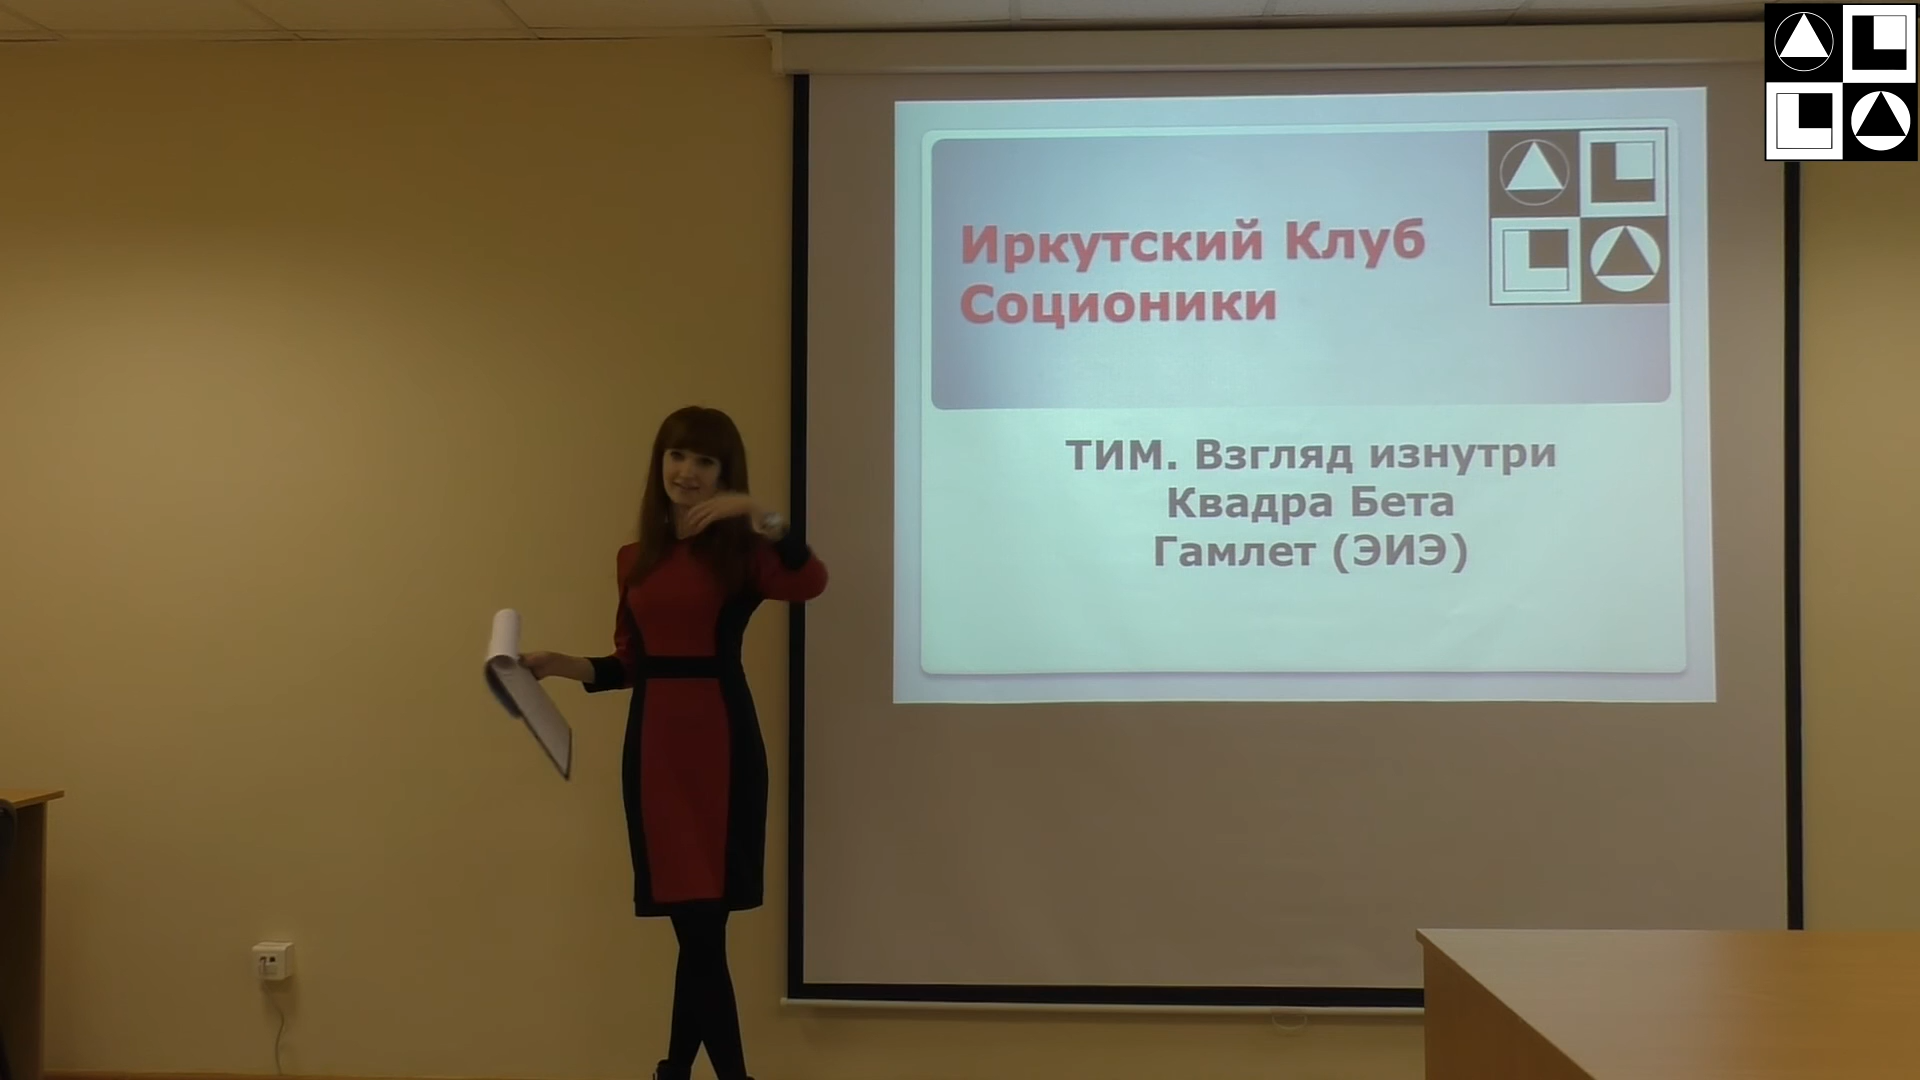 Иркутский Клуб
Соционики
ТИМ. Взгляд изнутри
Квадра Бета
Гамлет (ЭИЭ)